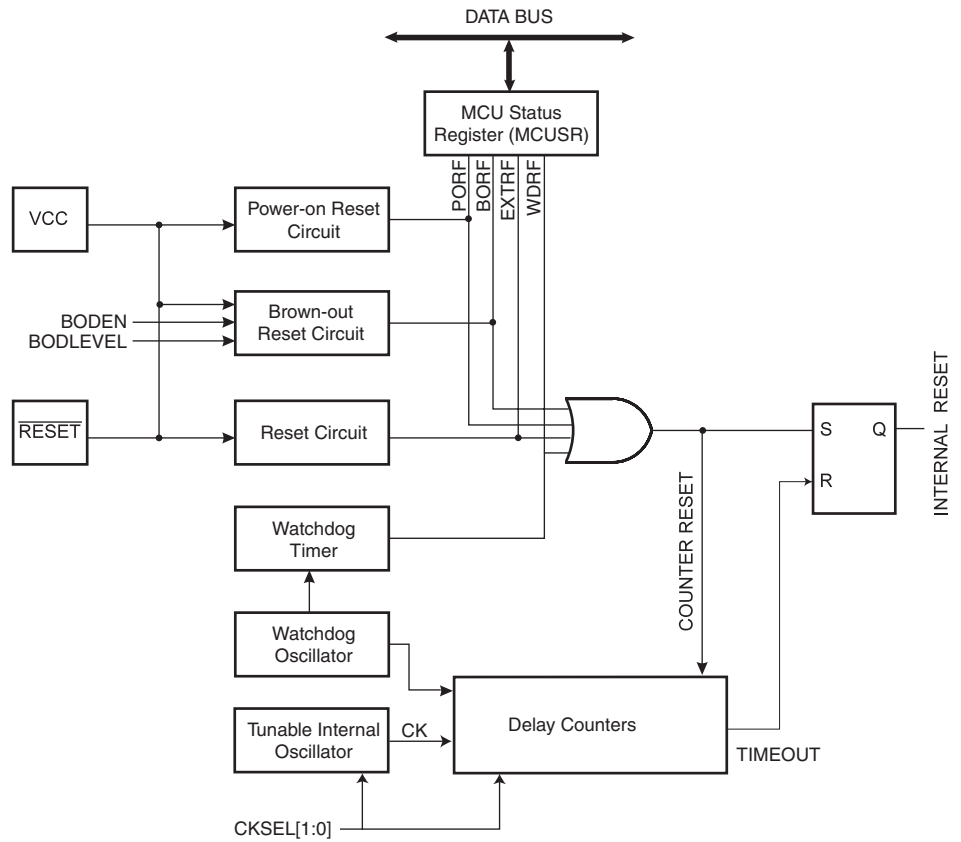 DATA BUS
MCU Status
Register (MCUSR)
PORF
BORF
EXTRF
WDRF
VCC
Power-on Reset
Circuit
BODEN
BODLEVEL
Brown-out
Reset Circuit
RESET
Reset Circuit
S
Q
R
INTERNAL RESET
COUNTER RESET
Watchdog
Timer
Watchdog
Oscillator
Tunable Internal
Oscillator
CK
Delay Counters
TIMEOUT
CKSEL[1:0]